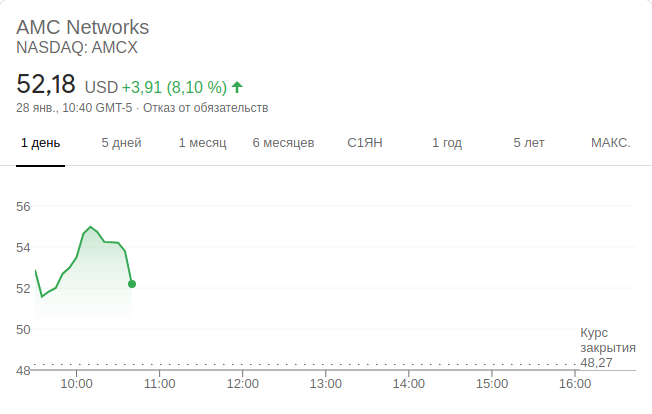 AMC Networks
NASDAQ: AMCX
52,18 USD +3,91 (8,10 %)
28 янв., 10:40 GMT-5 · Отказ от обязательств
1 день 5 дней 1 месяц 6 месяцев С1ЯН 1 год 5 лет МАКС.
56
54
52
50
Курс
закрытия
48,27
48
10:00 11:00 12:00 13:00 14:00 15:00 16:00